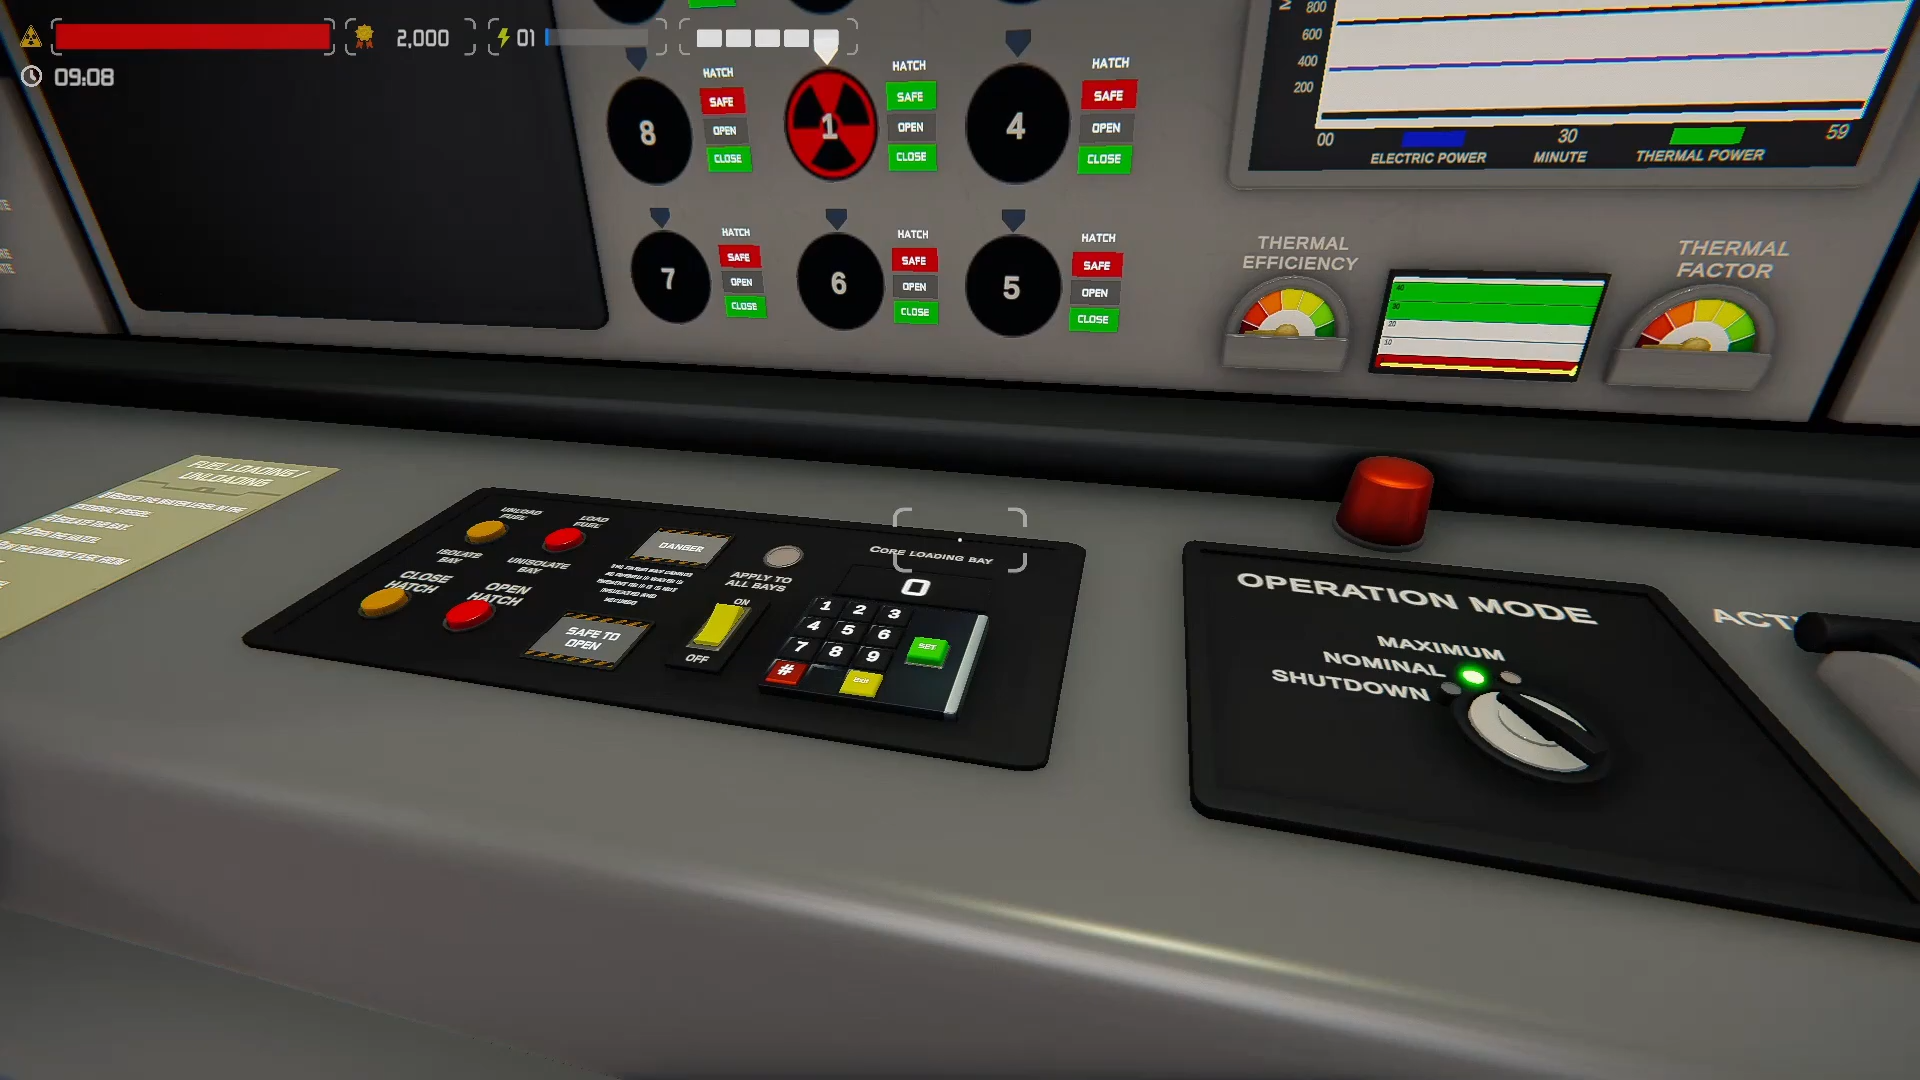 2,000
01
09:08
HATCH
SAFE
OPEN
CLOSE
8
HATCH
SAFE
OPEN
CLOSE
1
HATCH
SAFE
OPEN
CLOSE
4
HATCH
SAFE
OPEN
CLOSE
7
HATCH
SAFE
OPEN
CLOSE
6
HATCH
SAFE
OPEN
CLOSE
5
800
600
400
200
00
30
59
ELECTRIC POWER
MINUTE
THERMAL POWER
THERMAL
EFFICIENCY
40
30
20
10
THERMAL
FACTOR
FUEL LOADING /
UNLOADING
UNLOAD
FUEL
LOAD
FUEL
ISOLATE
BAY
UNISOLATE
BAY
CLOSE
HATCH
OPEN
HATCH
DANGER
SAFE TO
OPEN
APPLY TO
ALL BAYS
ON
OFF
CORE LOADING BAY
0
1 2 3
4 5 6
7 8 9
#
SET
EXIT
OPERATION MODE
MAXIMUM
NOMINAL
SHUTDOWN